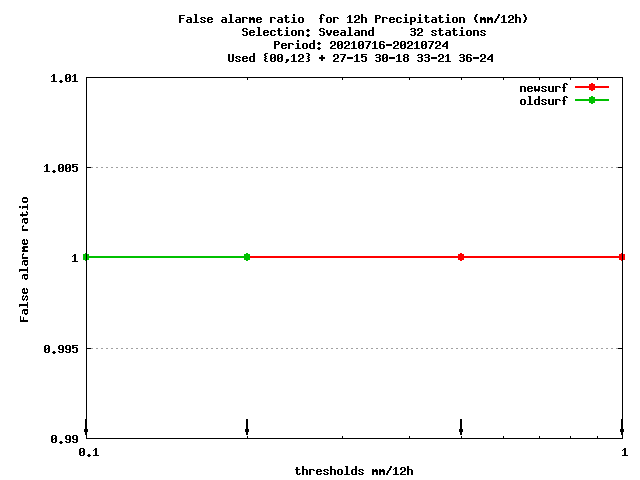 False alarme ratio for 12h Precipitation (mm/12h)
Selection: Svealand 32 stations
Period: 20210716-20210724
Used {00,12} + 27-15 30-18 33-21 36-24
newsurf
oldsurf
1.01
1.005
1
0.995
0.99
False alarme ratio
0.1
1
thresholds mm/12h